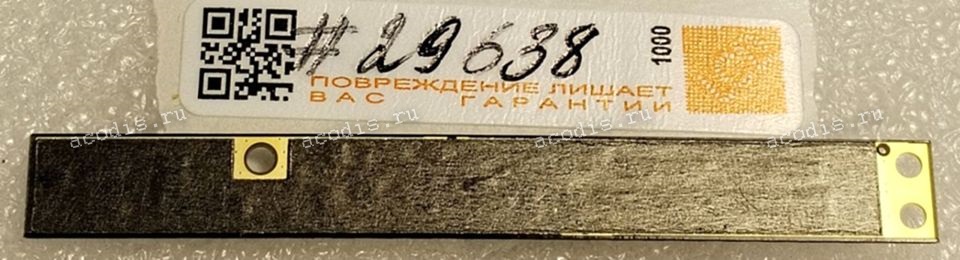 #29638
1000
ПОВРЕЖДЕНИЕ ЛИШАЕТ
ВАС ГАРАНТИИ
acodis.ru acodis.ru acodis.ru acodis.ru